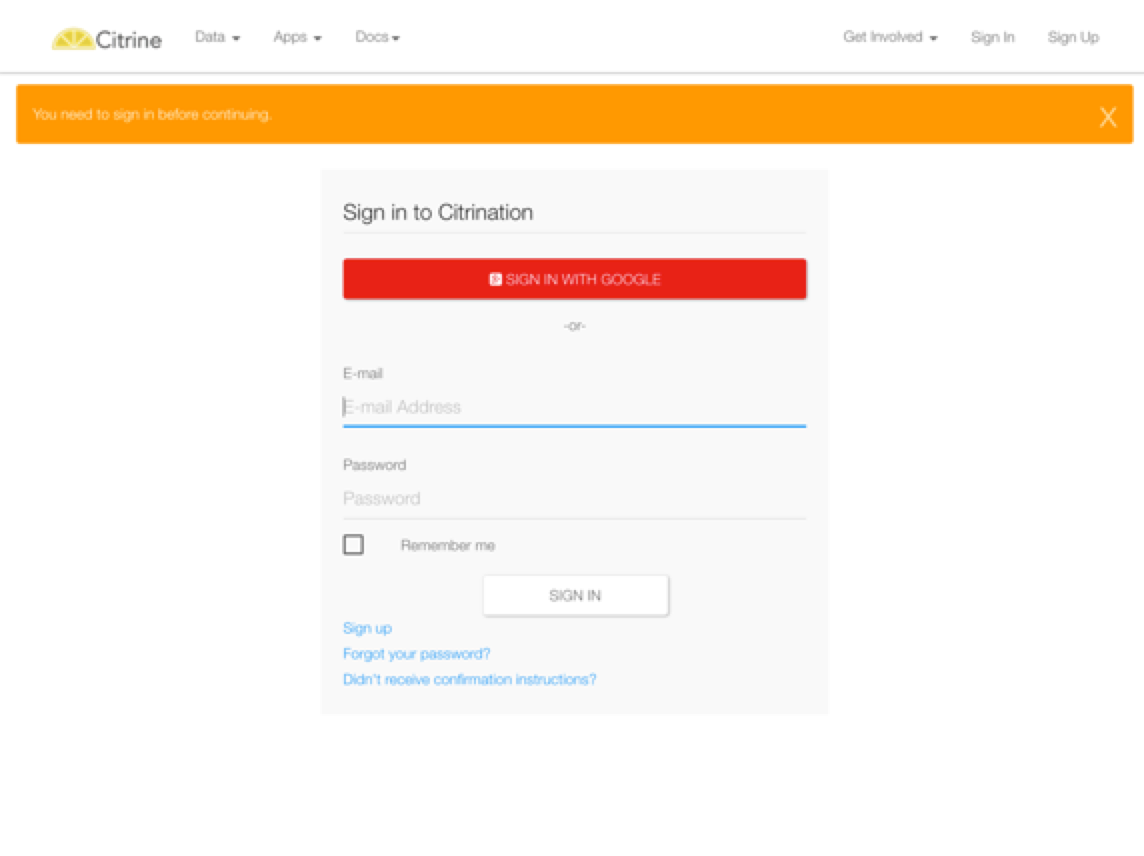 Citrine Data Apps Docs Get Involved Sign In Sign Up
You need to sign in before continuing. X
Sign in to Citrination
SIGN IN WITH GOOGLE
-or-
E-mail
E-mail Address
Password
Password
Remember me
SIGN IN
Sign up
Forgot your password?
Didn't receive confirmation instructions?